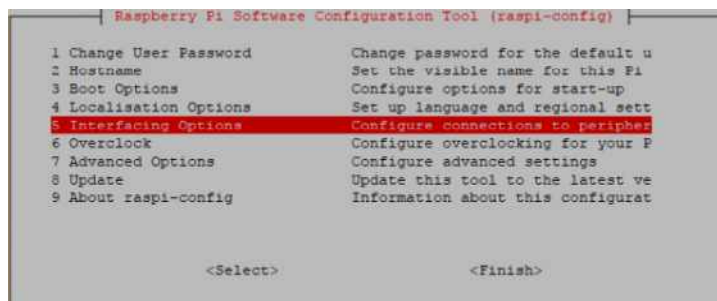 Raspberry Pi Software Configuration Tool (raspi-config)
1 Change User Password Change password for the default u
2 Hostname Set the visible name for this Pi
3 Boot Options Configure options for start-up
4 Localisation Options Set up language and regional sett
5 Interfacing Options Configure connections to peripher
6 Overclock Configure overclocking for your P
7 Advanced Options Configure advanced settings
8 Update Update this tool to the latest ve
9 About raspi-config Information about this configurat
<Select> <Finish>